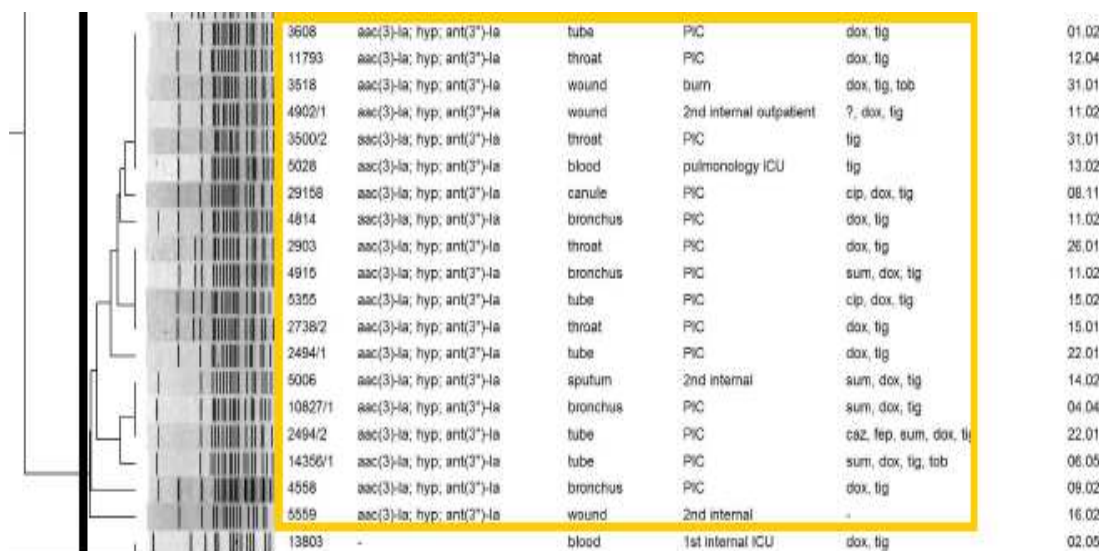 3608 aac(3)-Ia; hyp; ant(3")-Ia tube PIC dox, tig 01.02
11793 aac(3)-Ia; hyp; ant(3")-Ia throat PIC dox, tig 12.04
3518 aac(3)-Ia; hyp; ant(3")-Ia wound burn dox, tig, tob 31.01
4902/1 aac(3)-Ia; hyp; ant(3")-Ia wound 2nd internal outpatient ?, dox, tig 11.02
3500/2 aac(3)-Ia; hyp; ant(3")-Ia throat PIC tig 31.01
5028 aac(3)-Ia; hyp; ant(3")-Ia blood pulmonology ICU tig 13.02
29158 aac(3)-Ia; hyp; ant(3")-Ia canule PIC cip, dox, tig 08.11
4814 aac(3)-Ia; hyp; ant(3")-Ia bronchus PIC dox, tig 11.02
2903 aac(3)-Ia; hyp; ant(3")-Ia throat PIC dox, tig 26.01
4915 aac(3)-Ia; hyp; ant(3")-Ia bronchus PIC sum, dox, tig 11.02
5355 aac(3)-Ia; hyp; ant(3")-Ia tube PIC cip, dox, tig 15.02
2738/2 aac(3)-Ia; hyp; ant(3")-Ia throat PIC dox, tig 15.01
2494/1 aac(3)-Ia; hyp; ant(3")-Ia tube PIC dox, tig 22.01
5006 aac(3)-Ia; hyp; ant(3")-Ia sputum 2nd internal sum, dox, tig 14.02
10827/1 aac(3)-Ia; hyp; ant(3")-Ia bronchus PIC sum, dox, tig 04.04
2494/2 aac(3)-Ia; hyp; ant(3")-Ia tube PIC caz, fep, sum, dox, ti 22.01
14356/1 aac(3)-Ia; hyp; ant(3")-Ia tube PIC sum, dox, tig, tob 06.05
4558 aac(3)-Ia; hyp; ant(3")-Ia bronchus PIC dox, tig 09.02
5559 aac(3)-Ia; hyp; ant(3")-Ia wound 2nd internal - 16.02
13803 - blood 1st internal ICU dox, tig 02.05